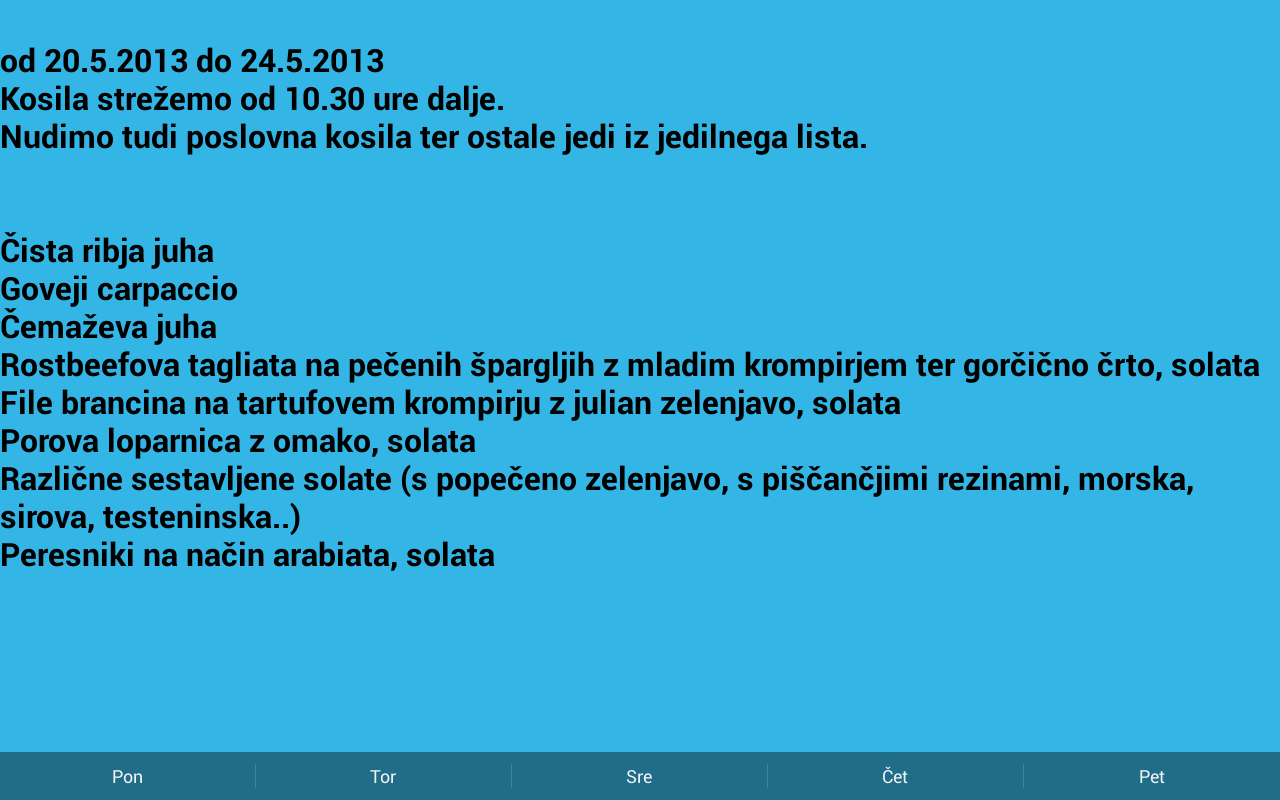 od 20.5.2013 do 24.5.2013
Kosila strežemo od 10.30 ure dalje.
Nudimo tudi poslovna kosila ter ostale jedi iz jedilnega lista.
Čista ribja juha
Goveji carpaccio
Čemaževa juha
Rostbeefova tagliata na pečenih špargljih z mladim krompirjem ter gorčično črto, solata
File brancina na tartufovem krompirju z julian zelenjavo, solata
Porova loparnica z omako, solata
Različne sestavljene solate (s popečeno zelenjavo, s piščančjimi rezinami, morska,
sirova, testeninska..)
Peresniki na način arabiata, solata
Pon Tor Sre Čet Pet